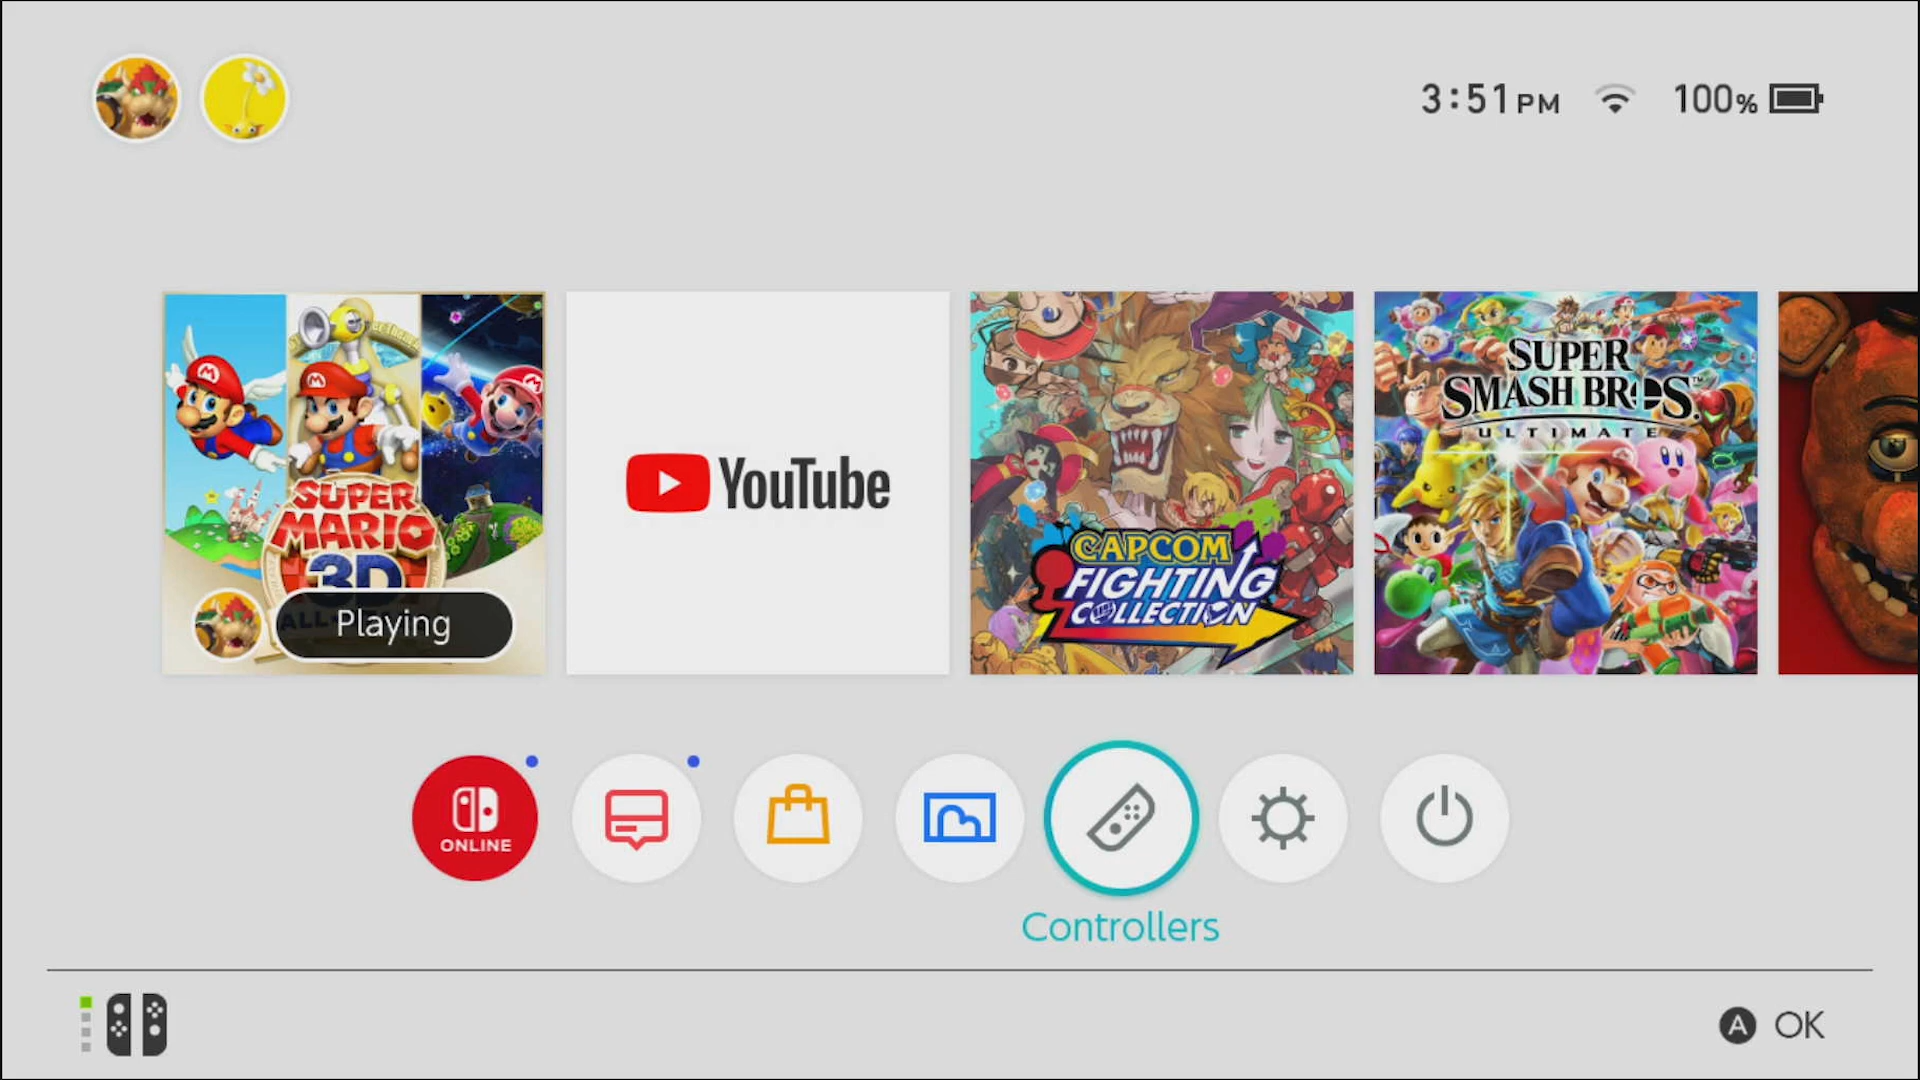 3:51 PM 100%
SUPER
MARIO
3D
ALL-
Playing
YouTube
CAPCOM
FIGHTING
COLLECTION
SUPER
SMASH BROS.
ULTIMATE
ONLINE
Controllers
A OK